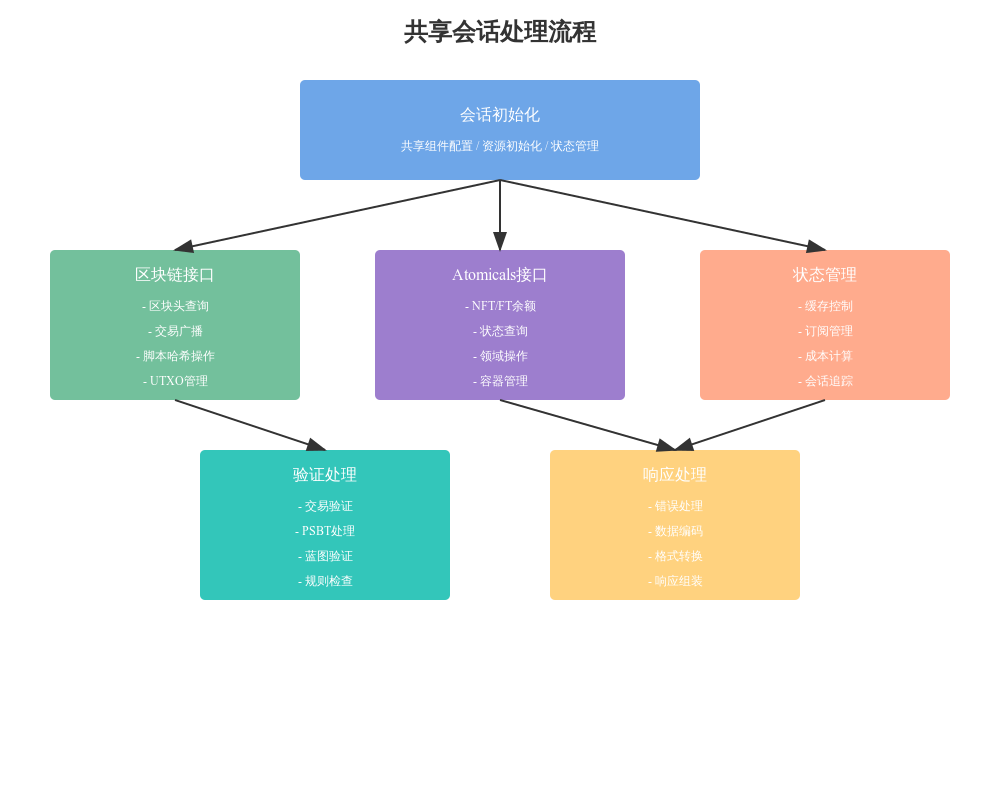 共享会话处理流程
会话初始化
共享组件配置 / 资源初始化 / 状态管理
区块链接口
- 区块头查询
- 交易广播
- 脚本哈希操作
- UTXO管理
Atomicals接口
- NFT/FT余额
- 状态查询
- 领域操作
- 容器管理
状态管理
- 缓存控制
- 订阅管理
- 成本计算
- 会话追踪
验证处理
- 交易验证
- PSBT处理
- 蓝图验证
- 规则检查
响应处理
- 错误处理
- 数据编码
- 格式转换
- 响应组装